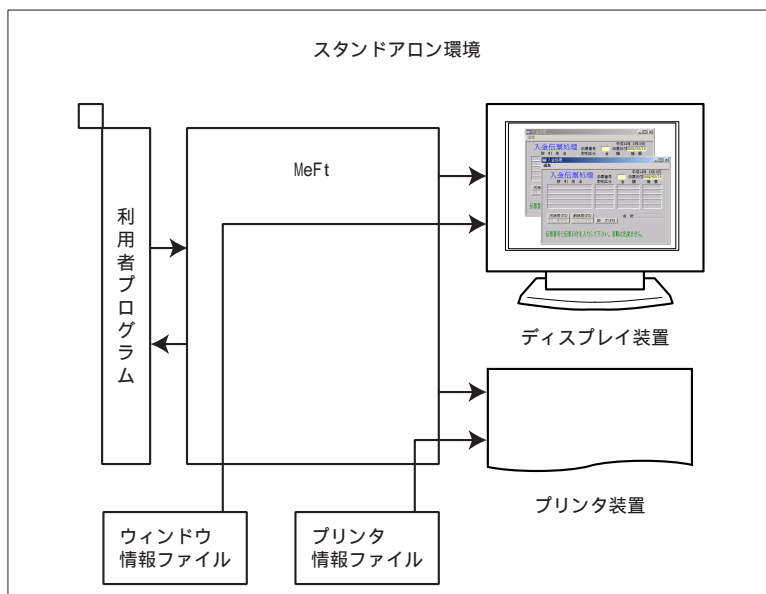 スタンドアロン環境
MeFt
利用者プログラム
入金伝票処理
入金伝票処理
ディスプレイ装置
プリンタ装置
ウィンドウ
情報ファイル
プリンタ
情報ファイル